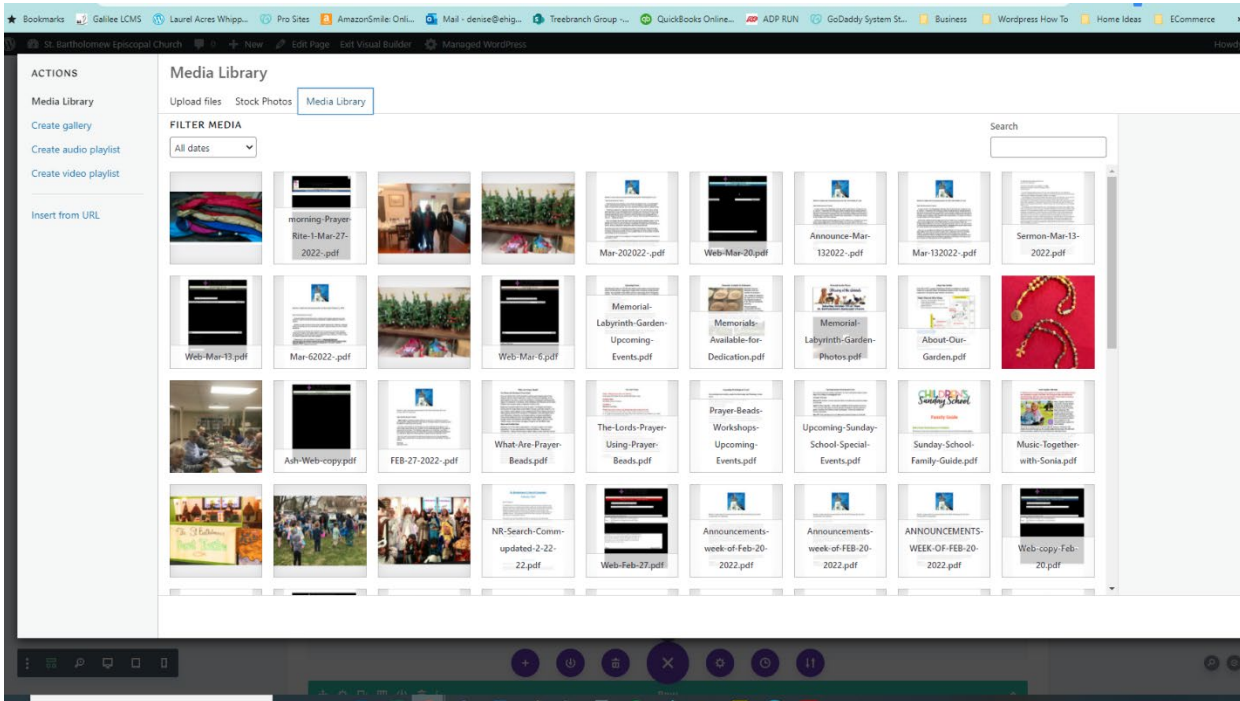 Bookmarks Galilee LCMS Laurel Acres Whipp... Pro Sites AmazonSmile: Onli... Mail - denise@ehig... Treebranch Group -... QuickBooks Online... ADP RUN GoDaddy System St... Business Wordpress How To Home Ideas ECommerce
St. Bartholomew Episcopal Church 0 New Edit Page Exit Visual Builder Managed WordPress Howd
ACTIONS
Media Library
Create gallery
Create audio playlist
Create video playlist
Insert from URL
Media Library
Upload files Stock Photos Media Library
FILTER MEDIA
All dates
Search
morning-Prayer-
Rite-1-Mar-27-
2022-.pdf
Mar-202022-.pdf
Web-Mar-20.pdf
Announce-Mar-
132022-.pdf
Mar-132022-.pdf
Sermon-Mar-13-
2022.pdf
Web-Mar-13.pdf
Mar-62022-.pdf
Web-Mar-6.pdf
Memorial-
Labyrinth-Garden-
Upcoming-
Events.pdf
Memorials-
Available-for-
Dedication.pdf
Memorial-
Labyrinth-Garden-
Photos.pdf
About-Our-
Garden.pdf
Ash-Web-copy.pdf
FEB-27-2022-.pdf
What-Are-Prayer-
Beads.pdf
The-Lords-Prayer-
Using-Prayer-
Beads.pdf
Prayer-Beads-
Workshops-
Upcoming-
Events.pdf
Upcoming-Sunday-
School-Special-
Events.pdf
CHILDREN'S
Sunday School
Family Guide
Sunday-School-
Family-Guide.pdf
Music-Together-
with-Sonia.pdf
NR-Search-Comm-
updated-2-22-
22.pdf
Web-Feb-27.pdf
Announcements-
week-of-Feb-20-
2022.pdf
Announcements-
week-of-FEB-20-
2022.pdf
ANNOUNCEMENTS-
WEEK-OF-FEB-20-
2022.pdf
Web-copy-Feb-
20.pdf